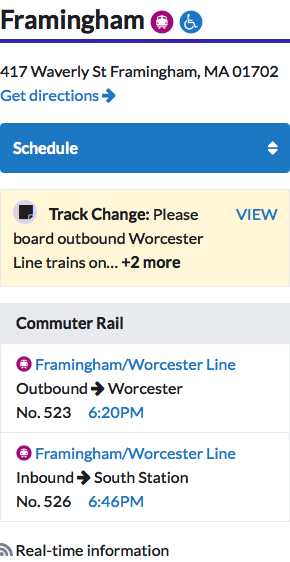 Framingham
417 Waverly St Framingham, MA 01702
Get directions
Schedule
Track Change: Please VIEW
board outbound Worcester
Line trains on... +2 more
Commuter Rail
Framingham/Worcester Line
Outbound Worcester
No. 523 6:20PM
Framingham/Worcester Line
Inbound South Station
No. 526 6:46PM
Real-time information